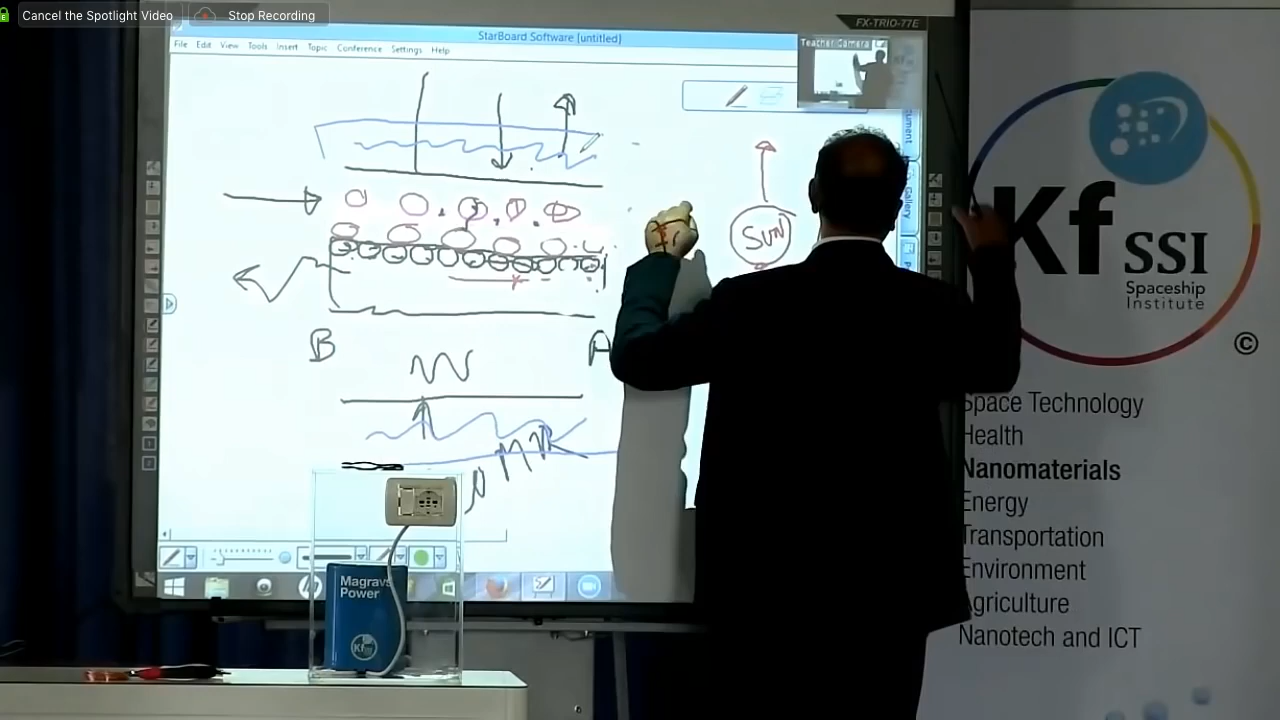 Cancel the Spotlight Video
Stop Recording
FX-TRIO-77E
StarBoard Software [untitled]
File Edit View Tools Insert Topic Conference Settings Help
Teacher Camera
SUN
B
A
Magravs
Power
Kf
Kf SSI
Spaceship
Institute
©
Space Technology
Health
Nanomaterials
Energy
Transportation
Environment
Agriculture
Nanotech and ICT